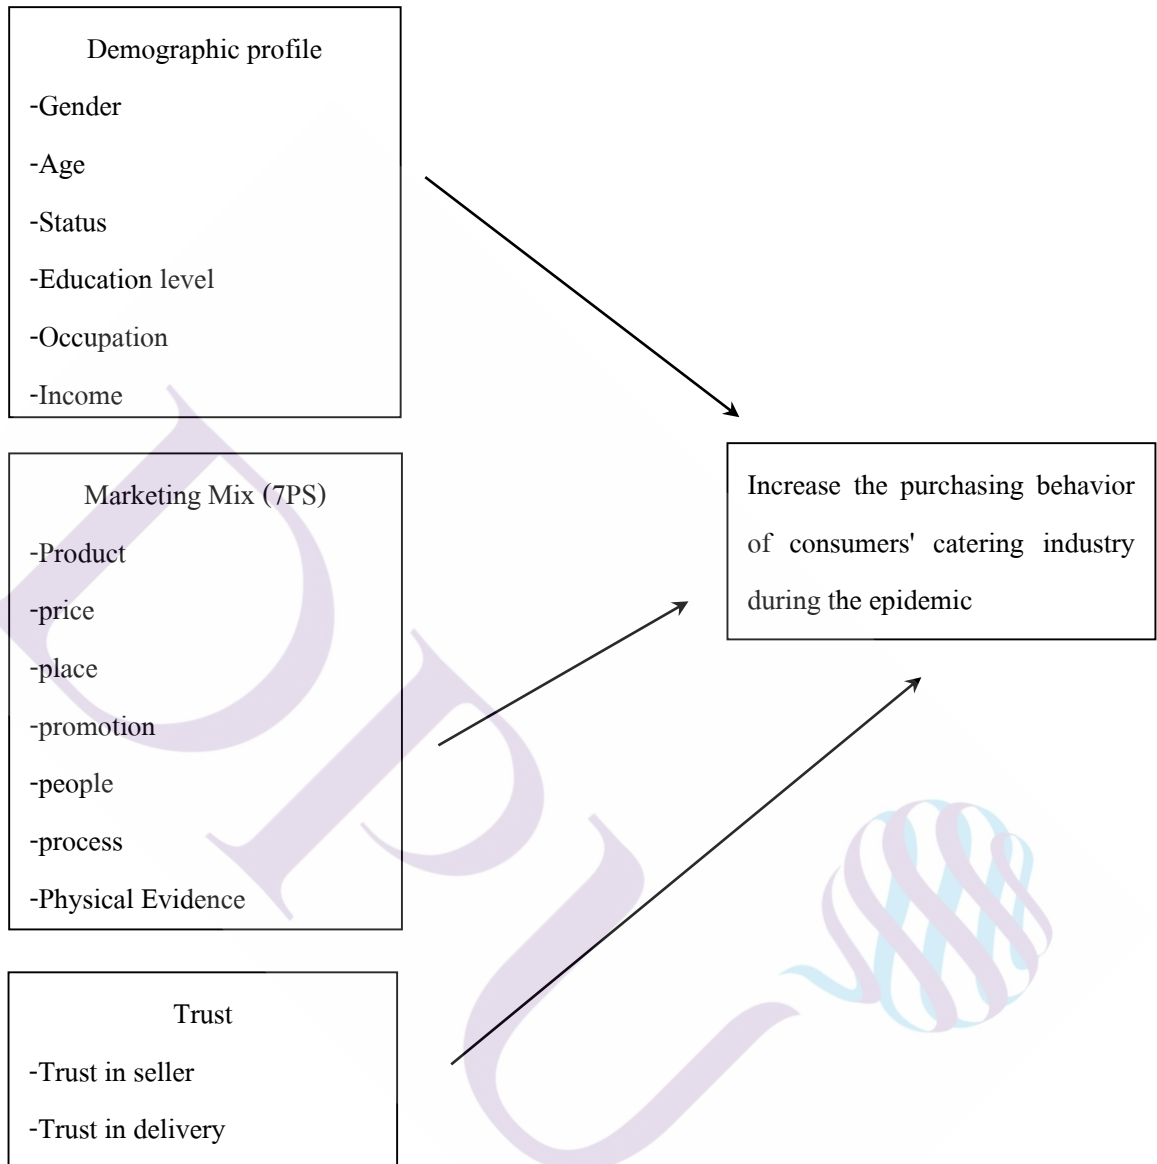 Demographic profile
-Gender
-Age
-Status
-Education level
-Occupation
-Income
Marketing Mix (7PS)
-Product
-price
-place
-promotion
-people
-process
-Physical Evidence
Trust
-Trust in seller
-Trust in delivery
Increase the purchasing behavior
of consumers' catering industry
during the epidemic
DPU